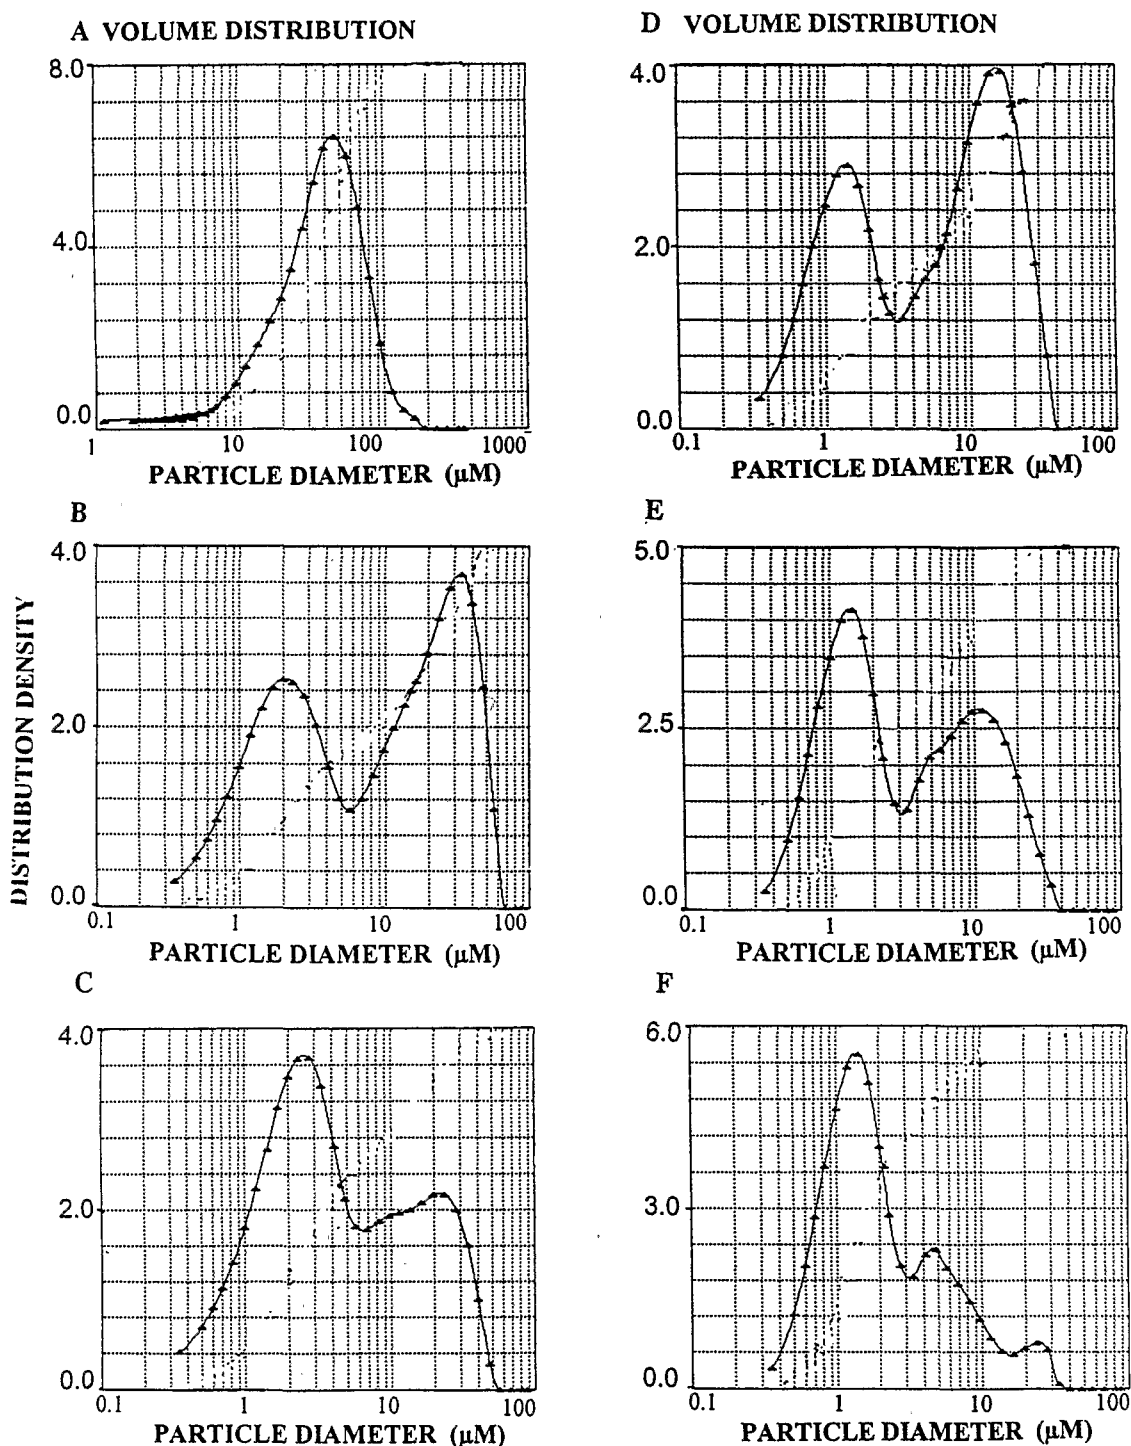 A VOLUME DISTRIBUTION
8.0
4.0
0.0
1 10 100 1000
PARTICLE DIAMETER (μM)
B
4.0
2.0
0.0
0.1 1 10 100
PARTICLE DIAMETER (μM)
C
4.0
2.0
0.0
0.1 1 10 100
PARTICLE DIAMETER (μM)
DISTRIBUTION DENSITY
D VOLUME DISTRIBUTION
4.0
2.0
0.0
0.1 1 10 100
PARTICLE DIAMETER (μM)
E
5.0
2.5
0.0
0.1 1 10 100
PARTICLE DIAMETER (μM)
F
6.0
3.0
0.0
0.1 1 10 100
PARTICLE DIAMETER (μM)